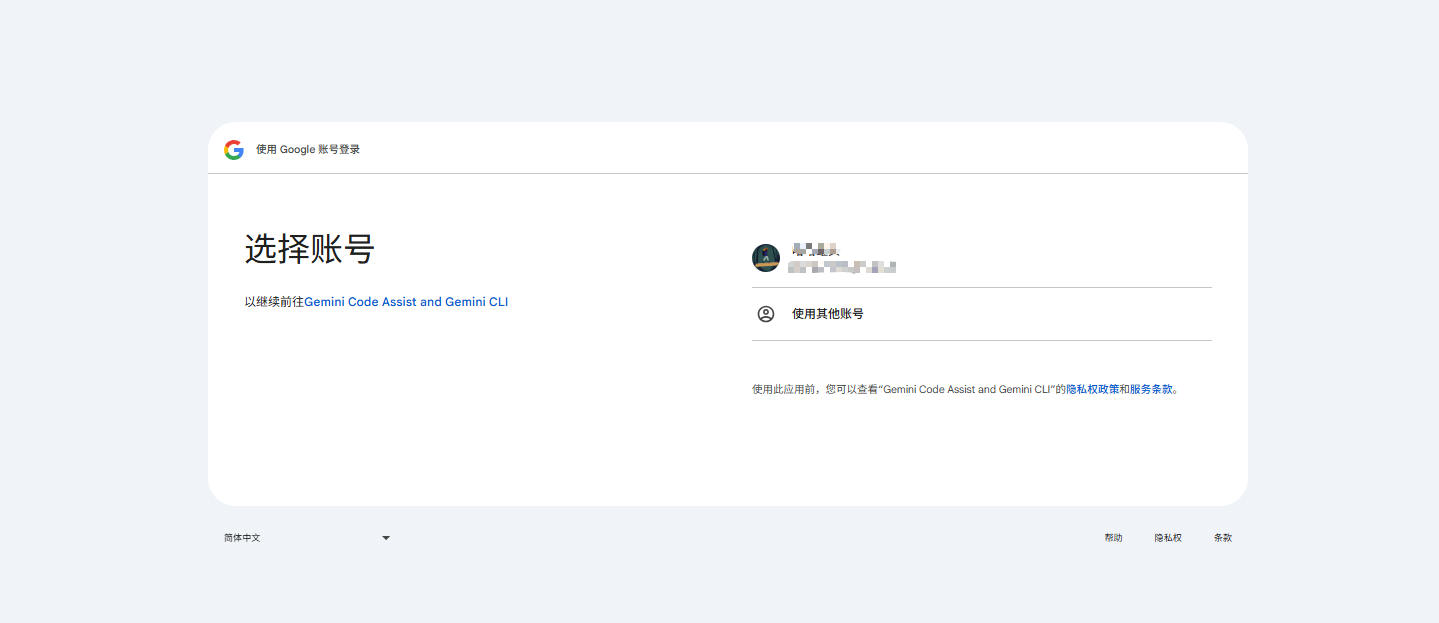 使用 Google 账号登录
选择账号
以继续前往Gemini Code Assist and Gemini CLI
使用其他账号
使用此应用前，您可以查看“Gemini Code Assist and Gemini CLI”的隐私权政策和服务条款。
简体中文
帮助
隐私权
条款